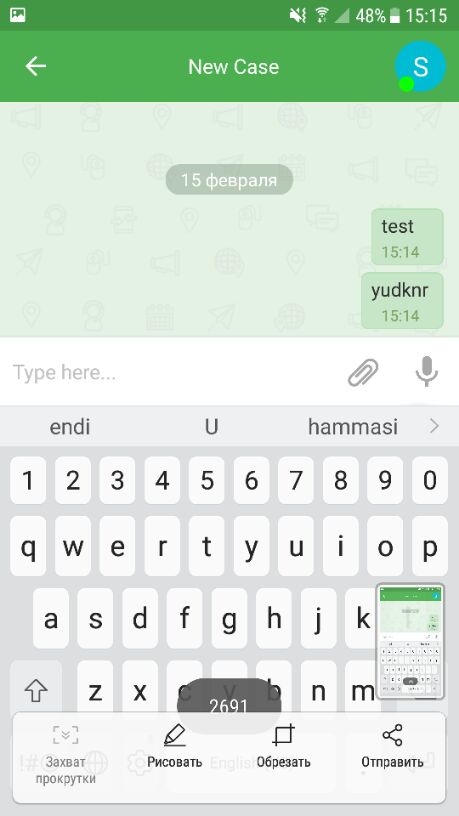 48% 15:15
New Case
S
15 февраля
test
15:14
yudknr
15:14
Type here...
endi U hammasi
1 2 3 4 5 6 7 8 9 0
q w e r t y u i o p
a s d f g h j k
z x c v b n m
2691
!#
English
Захват прокрутки
Рисовать
Обрезать
Отправить